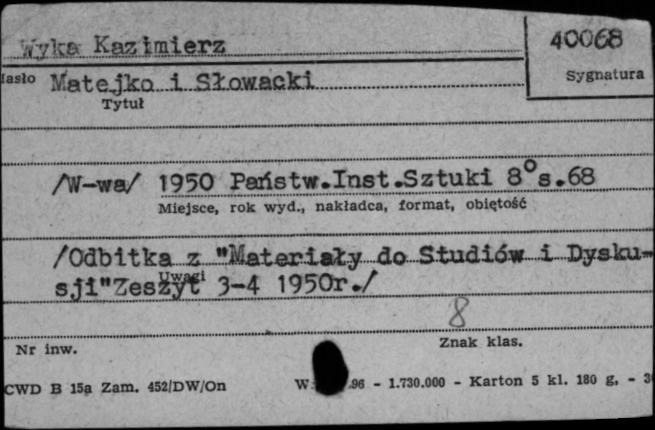 Wyka Kazimierz
40068
Hasło
Sygnatura
Matejko i Słowacki
Tytuł
/W-wa/ 1950 Państw.Inst.Sztuki 8° s.68
Miejsce, rok wyd., nakładca, format, objętość
/Odbitka z "Materiały do Studiów i Dysku-
Uwagi
sji"Zeszyt 3-4 1950r./
8
Nr inw.
Znak klas.
CWD B 15a Zam. 452/DW/On
96 - 1.730.000 - Karton 5 kl. 180 g, -